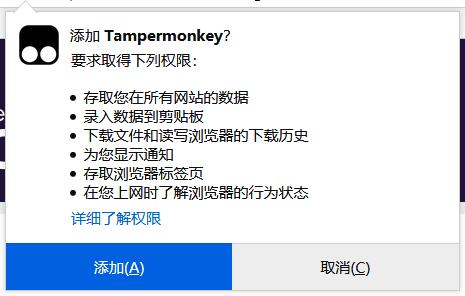 添加 Tampermonkey?
要求取得下列权限:
存取您在所有网站的数据
录入数据到剪贴板
下载文件和读写浏览器的下载历史
为您显示通知
存取浏览器标签页
在您上网时了解浏览器的行为状态
详细了解权限
添加(A)
取消(C)